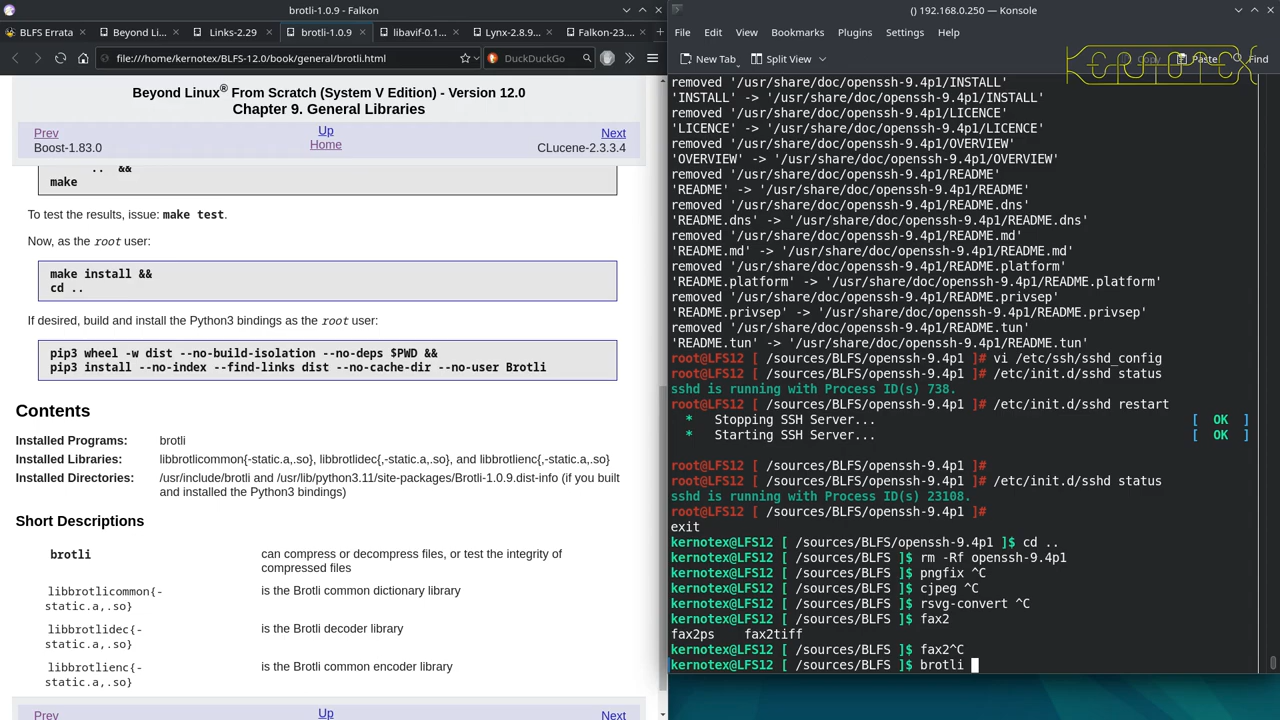 brotli-1.0.9 — Falkon
BLFS Errata
Beyond Li...
Links-2.29
brotli-1.0.9
libavif-0.1...
Lynx-2.8.9...
Falkon-23....
file:///home/kernotex/BLFS-12.0/book/general/brotli.html
DuckDuckGo
Beyond Linux® From Scratch (System V Edition) - Version 12.0
Chapter 9. General Libraries
Prev Up Next
Boost-1.83.0 Home CLucene-2.3.3.4
.. &&
make
To test the results, issue: make test.
Now, as the root user:
make install &&
cd ..
If desired, build and install the Python3 bindings as the root user:
pip3 wheel -w dist --no-build-isolation --no-deps $PWD &&
pip3 install --no-index --find-links dist --no-cache-dir --no-user Brotli
Contents
Installed Programs: brotli
Installed Libraries: libbrotlicommon{-static.a,.so}, libbrotlidec{,-static.a,.so}, and libbrotlienc{,-static.a,.so}
Installed Directories: /usr/include/brotli and /usr/lib/python3.11/site-packages/Brotli-1.0.9.dist-info (if you built
and installed the Python3 bindings)
Short Descriptions
brotli can compress or decompress files, or test the integrity of
compressed files
libbrotlicommon{- is the Brotli common dictionary library
static.a,.so}
libbrotlidec{- is the Brotli decoder library
static.a,.so}
libbrotlienc{- is the Brotli common encoder library
static.a,.so}
Prev Up Next
() 192.168.0.250 — Konsole
File Edit View Bookmarks Plugins Settings Help
New Tab Split View Copy Paste Find
Kernotex
removed '/usr/share/doc/openssh-9.4p1/INSTALL'
'INSTALL' -> '/usr/share/doc/openssh-9.4p1/INSTALL'
removed '/usr/share/doc/openssh-9.4p1/LICENCE'
'LICENCE' -> '/usr/share/doc/openssh-9.4p1/LICENCE'
removed '/usr/share/doc/openssh-9.4p1/OVERVIEW'
'OVERVIEW' -> '/usr/share/doc/openssh-9.4p1/OVERVIEW'
removed '/usr/share/doc/openssh-9.4p1/README'
'README' -> '/usr/share/doc/openssh-9.4p1/README'
removed '/usr/share/doc/openssh-9.4p1/README.dns'
'README.dns' -> '/usr/share/doc/openssh-9.4p1/README.dns'
removed '/usr/share/doc/openssh-9.4p1/README.md'
'README.md' -> '/usr/share/doc/openssh-9.4p1/README.md'
removed '/usr/share/doc/openssh-9.4p1/README.platform'
'README.platform' -> '/usr/share/doc/openssh-9.4p1/README.platform'
removed '/usr/share/doc/openssh-9.4p1/README.privsep'
'README.privsep' -> '/usr/share/doc/openssh-9.4p1/README.privsep'
removed '/usr/share/doc/openssh-9.4p1/README.tun'
'README.tun' -> '/usr/share/doc/openssh-9.4p1/README.tun'
root@LFS12 [ /sources/BLFS/openssh-9.4p1 ]# vi /etc/ssh/sshd_config
root@LFS12 [ /sources/BLFS/openssh-9.4p1 ]# /etc/init.d/sshd status
sshd is running with Process ID(s) 738.
root@LFS12 [ /sources/BLFS/openssh-9.4p1 ]# /etc/init.d/sshd restart
* Stopping SSH Server... [ OK ]
* Starting SSH Server... [ OK ]
root@LFS12 [ /sources/BLFS/openssh-9.4p1 ]#
root@LFS12 [ /sources/BLFS/openssh-9.4p1 ]# /etc/init.d/sshd status
sshd is running with Process ID(s) 23108.
root@LFS12 [ /sources/BLFS/openssh-9.4p1 ]#
exit
kernotex@LFS12 [ /sources/BLFS/openssh-9.4p1 ]$ cd ..
kernotex@LFS12 [ /sources/BLFS ]$ rm -Rf openssh-9.4p1
kernotex@LFS12 [ /sources/BLFS ]$ pngfix ^C
kernotex@LFS12 [ /sources/BLFS ]$ cjpeg ^C
kernotex@LFS12 [ /sources/BLFS ]$ rsvg-convert ^C
kernotex@LFS12 [ /sources/BLFS ]$ fax2
fax2ps fax2tiff
kernotex@LFS12 [ /sources/BLFS ]$ fax2^C
kernotex@LFS12 [ /sources/BLFS ]$ brotli